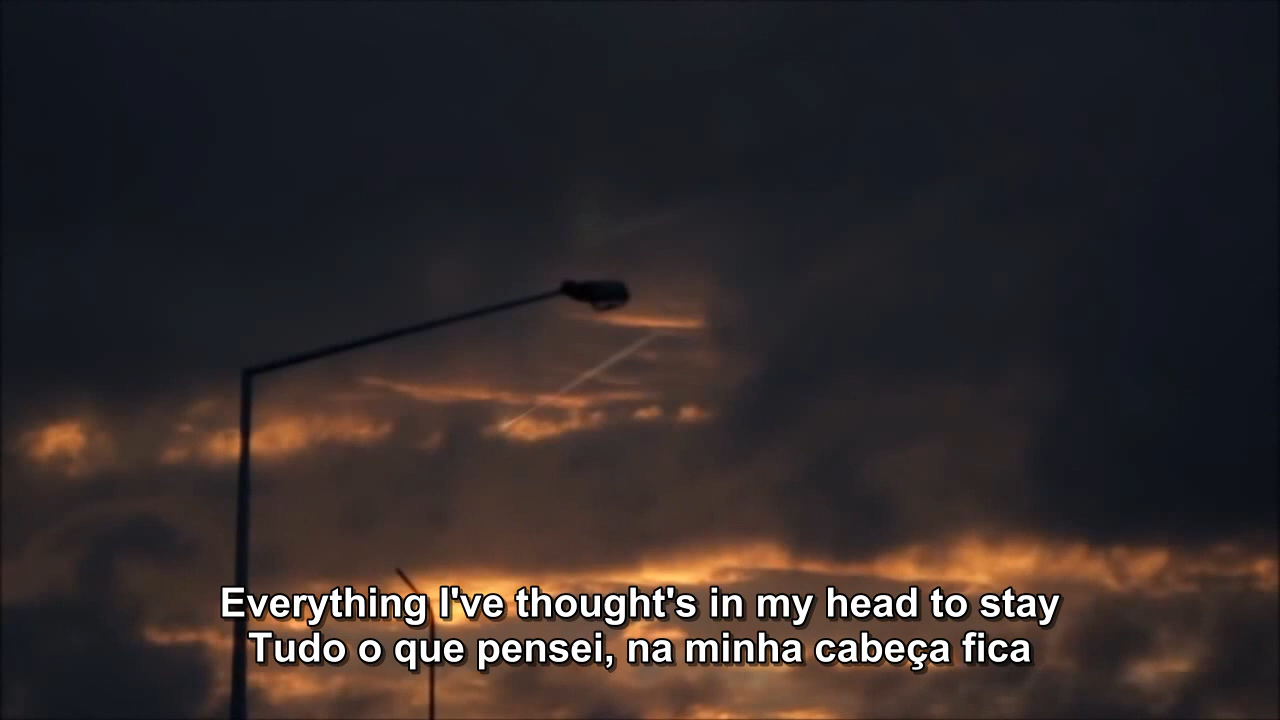 Everything I've thought's in my head to stay
Tudo o que pensei, na minha cabeça fica